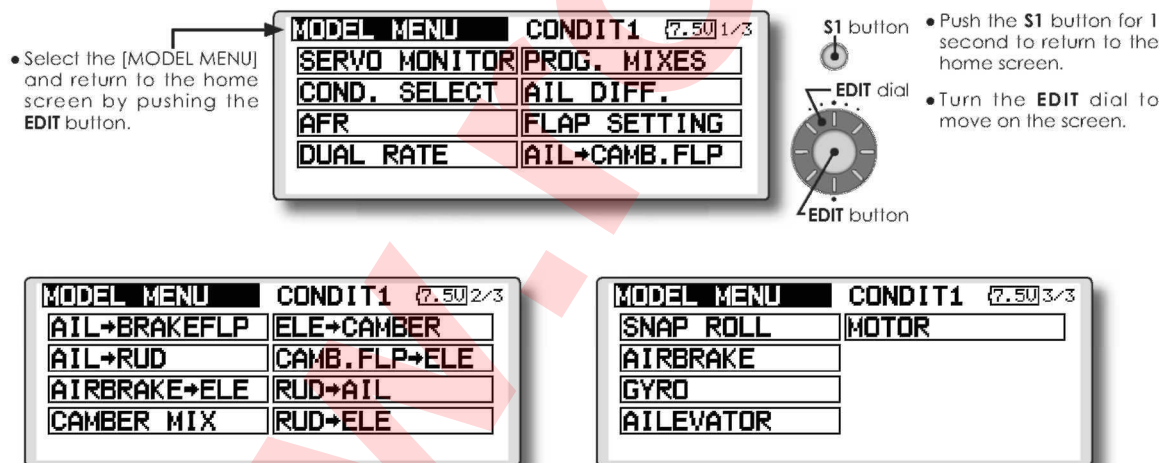 ● Select the [MODEL MENU]
and return to the home
screen by pushing the
EDIT button.
MODEL MENU CONDIT1 7.5V 1/3
SERVO MONITOR PROG. MIXES
COND. SELECT AIL DIFF.
AFR FLAP SETTING
DUAL RATE AIL→CAMB.FLP
S1 button
EDIT dial
EDIT button
● Push the S1 button for 1
second to return to the
home screen.
● Turn the EDIT dial to
move on the screen.
MODEL MENU CONDIT1 7.5V 2/3
AIL→BRAKEFLP ELE→CAMBER
AIL→RUD CAMB.FLP→ELE
AIRBRAKE→ELE RUD→AIL
CAMBER MIX RUD→ELE
MODEL MENU CONDIT1 7.5V 3/3
SNAP ROLL MOTOR
AIRBRAKE
GYRO
AILEVATOR